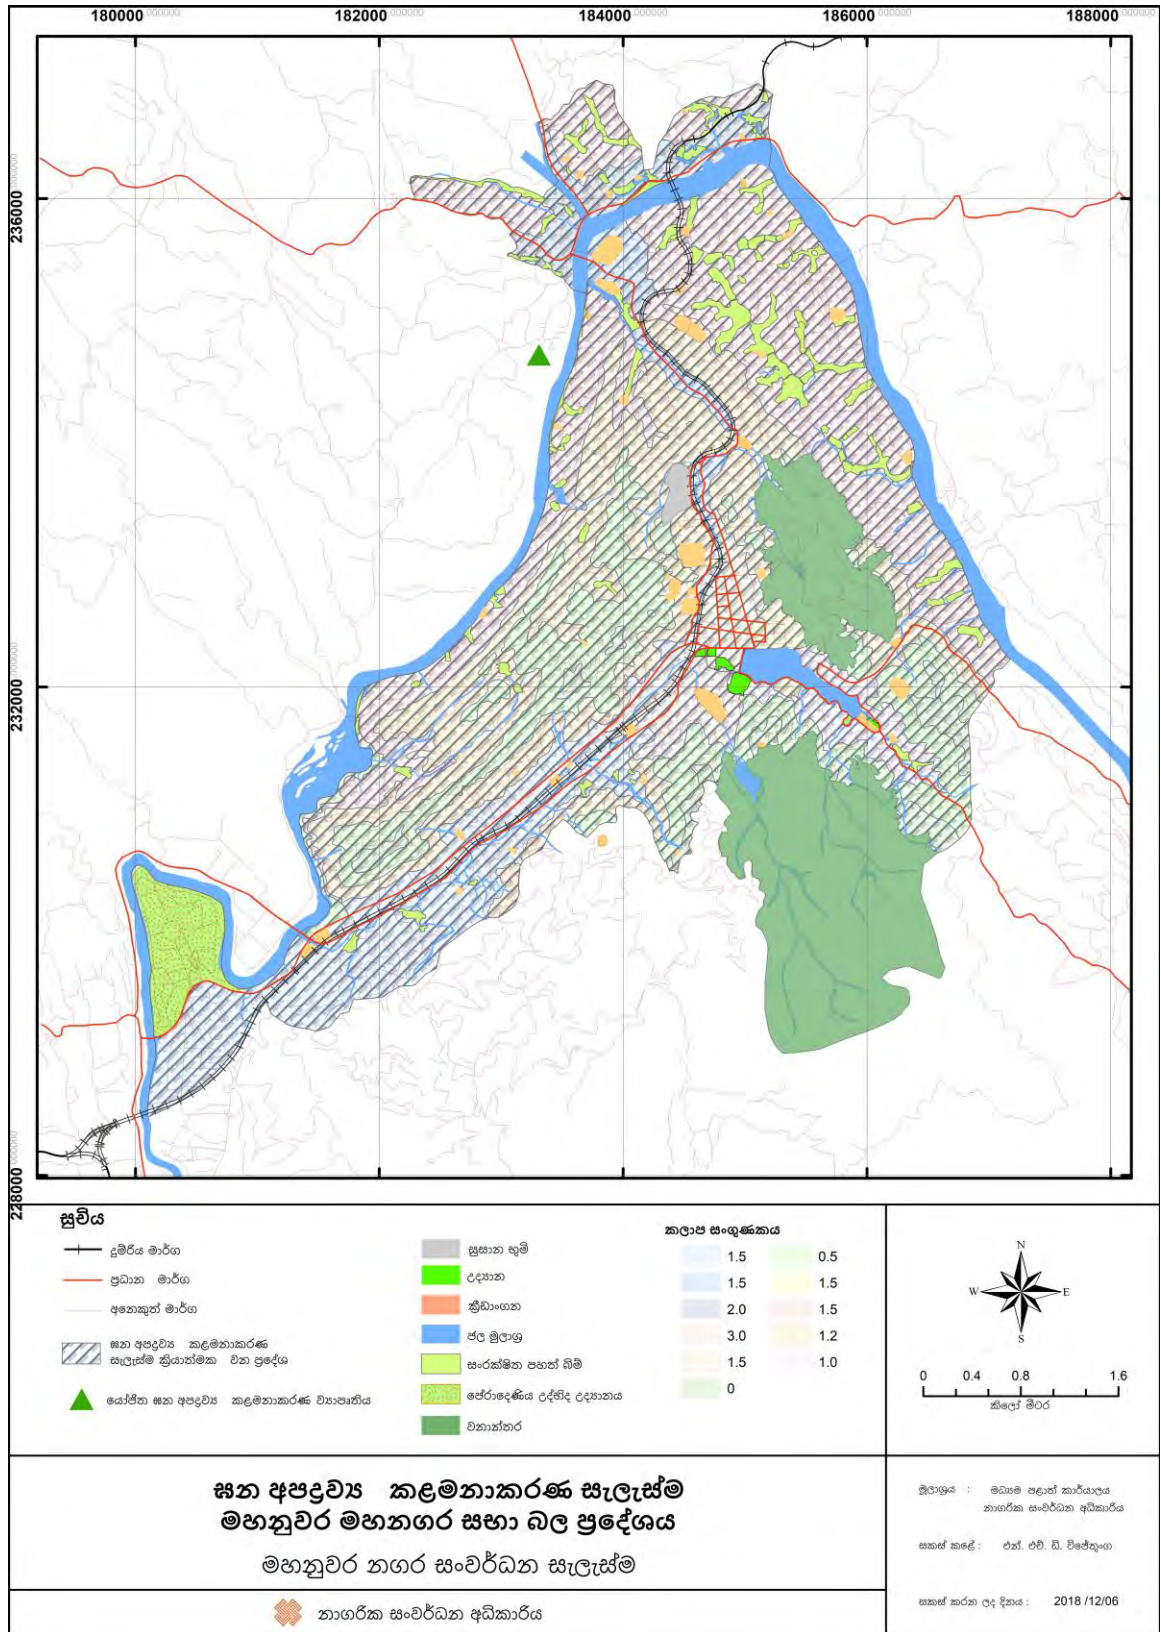 180000 182000 184000 186000 188000
236000
232000
228000
සුචිය
දුම්රිය මාර්ග
ප්‍රධාන මාර්ග
අනෙකුත් මාර්ග
ඝන අපද්‍රව්‍ය කළමනාකරණ
සැලැස්ම ක්‍රියාත්මක වන ප්‍රදේශ
යෝජිත ඝන අපද්‍රව්‍ය කළමනාකරණ ව්‍යාපෘතිය
සුසාන භූමි
උද්‍යාන
ක්‍රීඩාංගන
ජල මූලාශ්‍ර
සංරක්ෂිත පහත් බිම්
පේරාදෙණිය උද්භිද උද්‍යානය
වනාන්තර
කලාප සංගුණකය
1.5 0.5
1.5 1.5
2.0 1.5
3.0 1.2
1.5 1.0
0
N
W E
S
0 0.4 0.8 1.6
කිලෝ මීටර
ඝන අපද්‍රව්‍ය කළමනාකරණ සැලැස්ම
මහනුවර මහනගර සභා බල ප්‍රදේශය
මහනුවර නගර සංවර්ධන සැලැස්ම
නාගරික සංවර්ධන අධිකාරිය
මූලාශ්‍රය : මධ්‍යම පළාත් කාර්යාලය
නාගරික සංවර්ධන අධිකාරිය
සකස් කළේ : එන්. එච්. ඩී. විජේතුංග
සකස් කරන ලද දිනය : 2018 /12/06